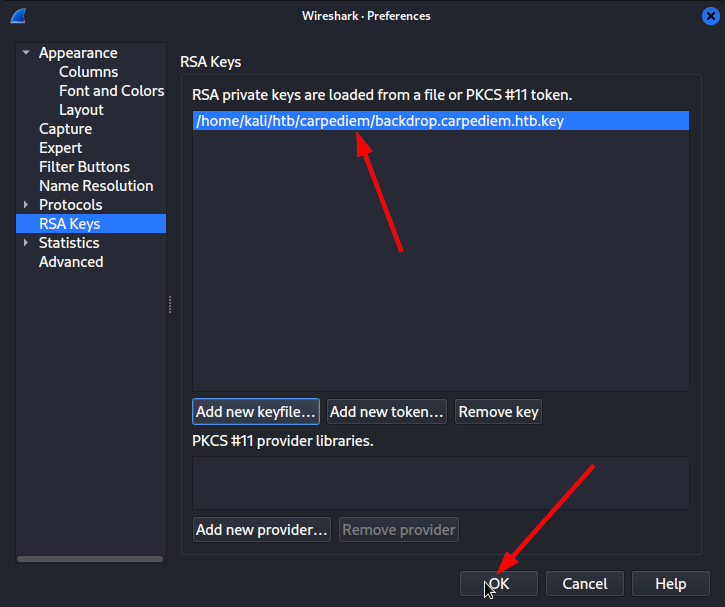 Wireshark · Preferences
Appearance
Columns
Font and Colors
Layout
Capture
Expert
Filter Buttons
Name Resolution
Protocols
RSA Keys
Statistics
Advanced
RSA Keys
RSA private keys are loaded from a file or PKCS #11 token.
/home/kali/htb/carpediem/backdrop.carpediem.htb.key
Add new keyfile... Add new token... Remove key
PKCS #11 provider libraries.
Add new provider... Remove provider
OK Cancel Help